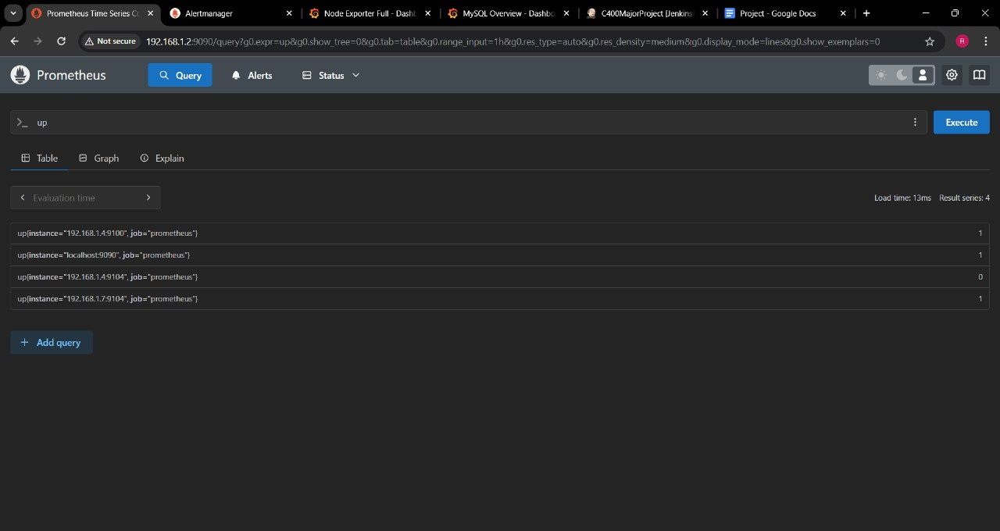 Prometheus Time Series Co
Alertmanager
Node Exporter Full - Dashb
MySQL Overview - Dashbo
C400MajorProject [Jenkins
Project - Google Docs
Not secure
192.168.1.2:9090/query?g0.expr=up&g0.show_tree=0&g0.tab=table&g0.range_input=1h&g0.res_type=auto&g0.res_density=medium&g0.display_mode=lines&g0.show_exemplars=0
R
Prometheus
Query
Alerts
Status
>_ up
Execute
Table
Graph
Explain
Evaluation time
Load time: 13ms Result series: 4
up{instance="192.168.1.4:9100", job="prometheus"} 1
up{instance="localhost:9090", job="prometheus"} 1
up{instance="192.168.1.4:9104", job="prometheus"} 0
up{instance="192.168.1.7:9104", job="prometheus"} 1
+ Add query